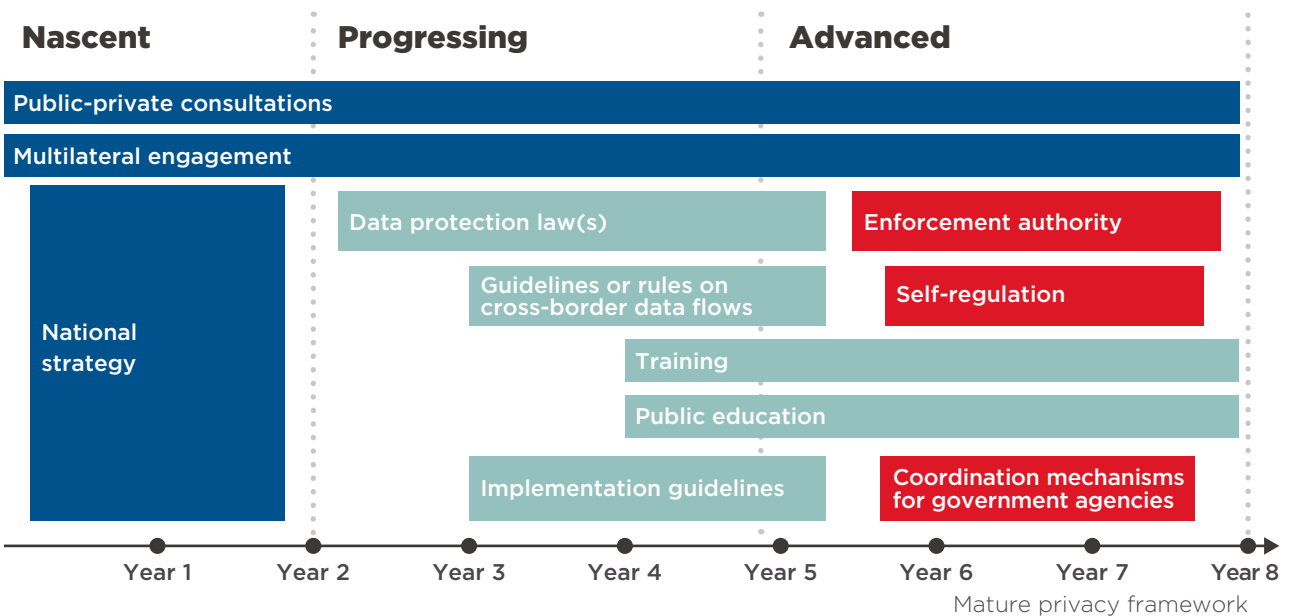 Nascent
Progressing
Advanced
Public-private consultations
Multilateral engagement
National
strategy
Data protection law(s)
Enforcement authority
Guidelines or rules on
cross-border data flows
Self-regulation
Training
Public education
Implementation guidelines
Coordination mechanisms
for government agencies
Year 1
Year 2
Year 3
Year 4
Year 5
Year 6
Year 7
Year 8
Mature privacy framework